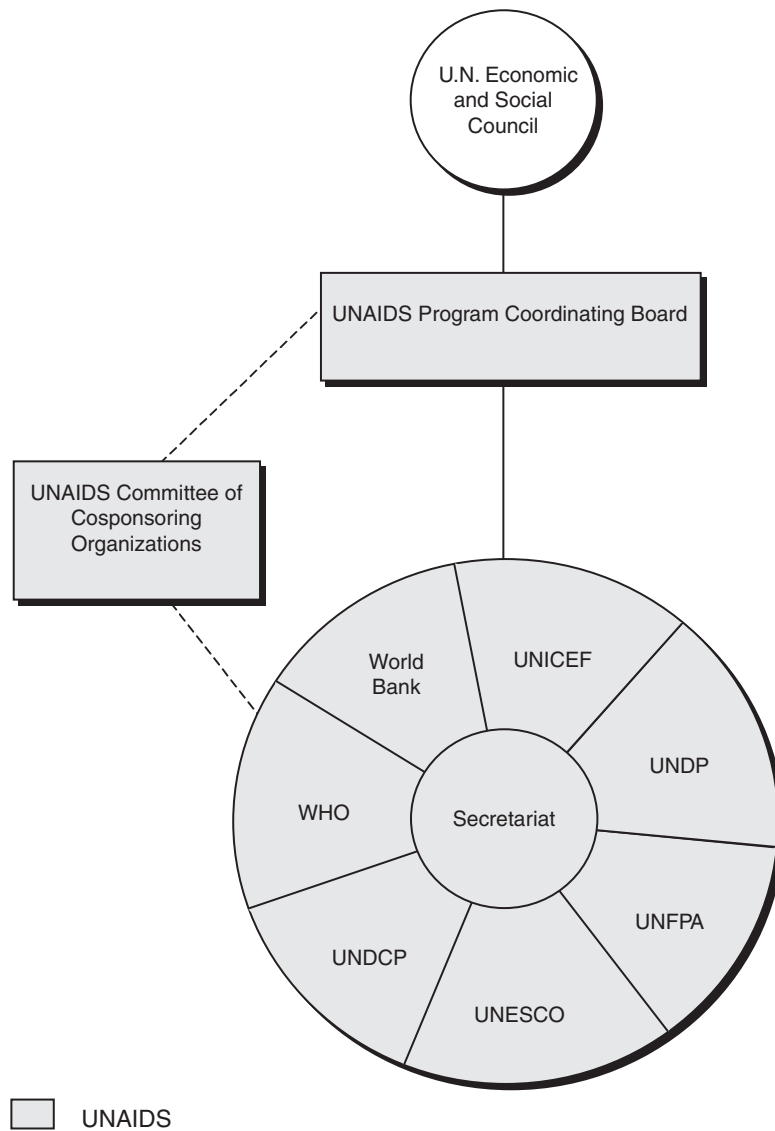 U.N. Economic
and Social
Council
UNAIDS Program Coordinating Board
UNAIDS Committee of
Cosponsoring
Organizations
World
Bank
UNICEF
UNDP
WHO
Secretariat
UNFPA
UNDCP
UNESCO
UNAIDS